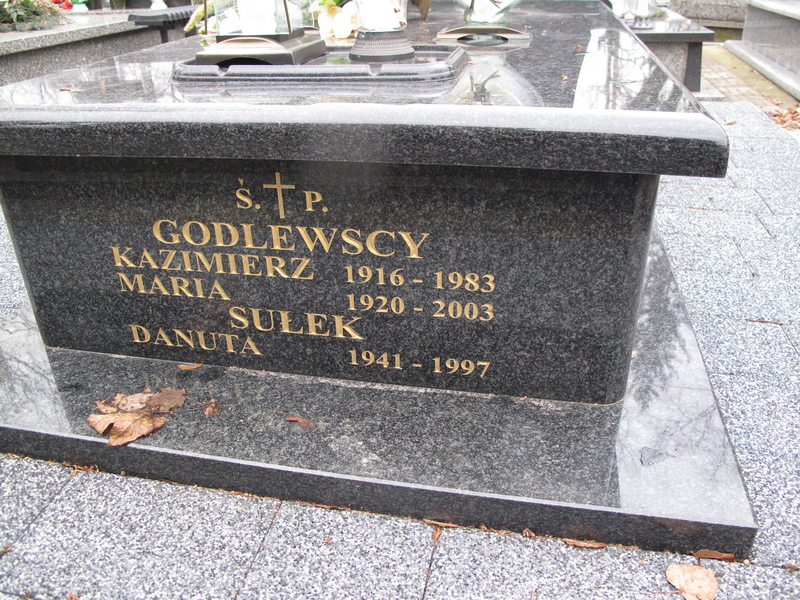 Ś. P.
GODLEWSCY
KAZIMIERZ 1916 - 1983
MARIA 1920 - 2003
SUŁEK
DANUTA 1941 - 1997